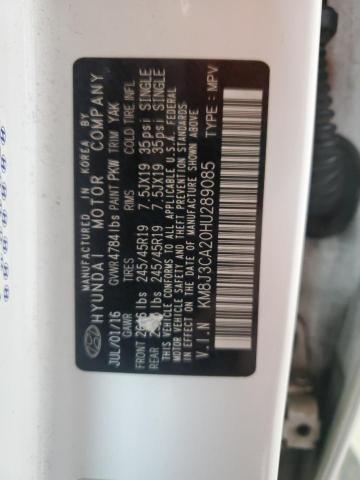 MANUFACTURED IN KOREA BY
HYUNDAI MOTOR COMPANY
JUL/01/16 GVWR 4784lbs PAINT PKW TRIM YAK
GAWR TIRES RIMS COLD TIRE INFL
FRONT lbs 245/45R19 7.5JX19 35psi SINGLE
REAR lbs 245/45R19 7.5JX19 35psi SINGLE
THIS VEHICLE CONFORMS TO ALL APPLICABLE U.S.A. FEDERAL
MOTOR VEHICLE SAFETY BUMPER, AND THEFT PREVENTION STANDARDS
IN EFFECT ON THE DATE OF MANUFACTURE SHOWN ABOVE.
V.I.N KM8J3CA20HU289085 TYPE: MPV